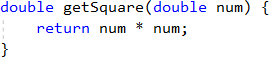 double getSquare(double num) {
    return num * num;
}